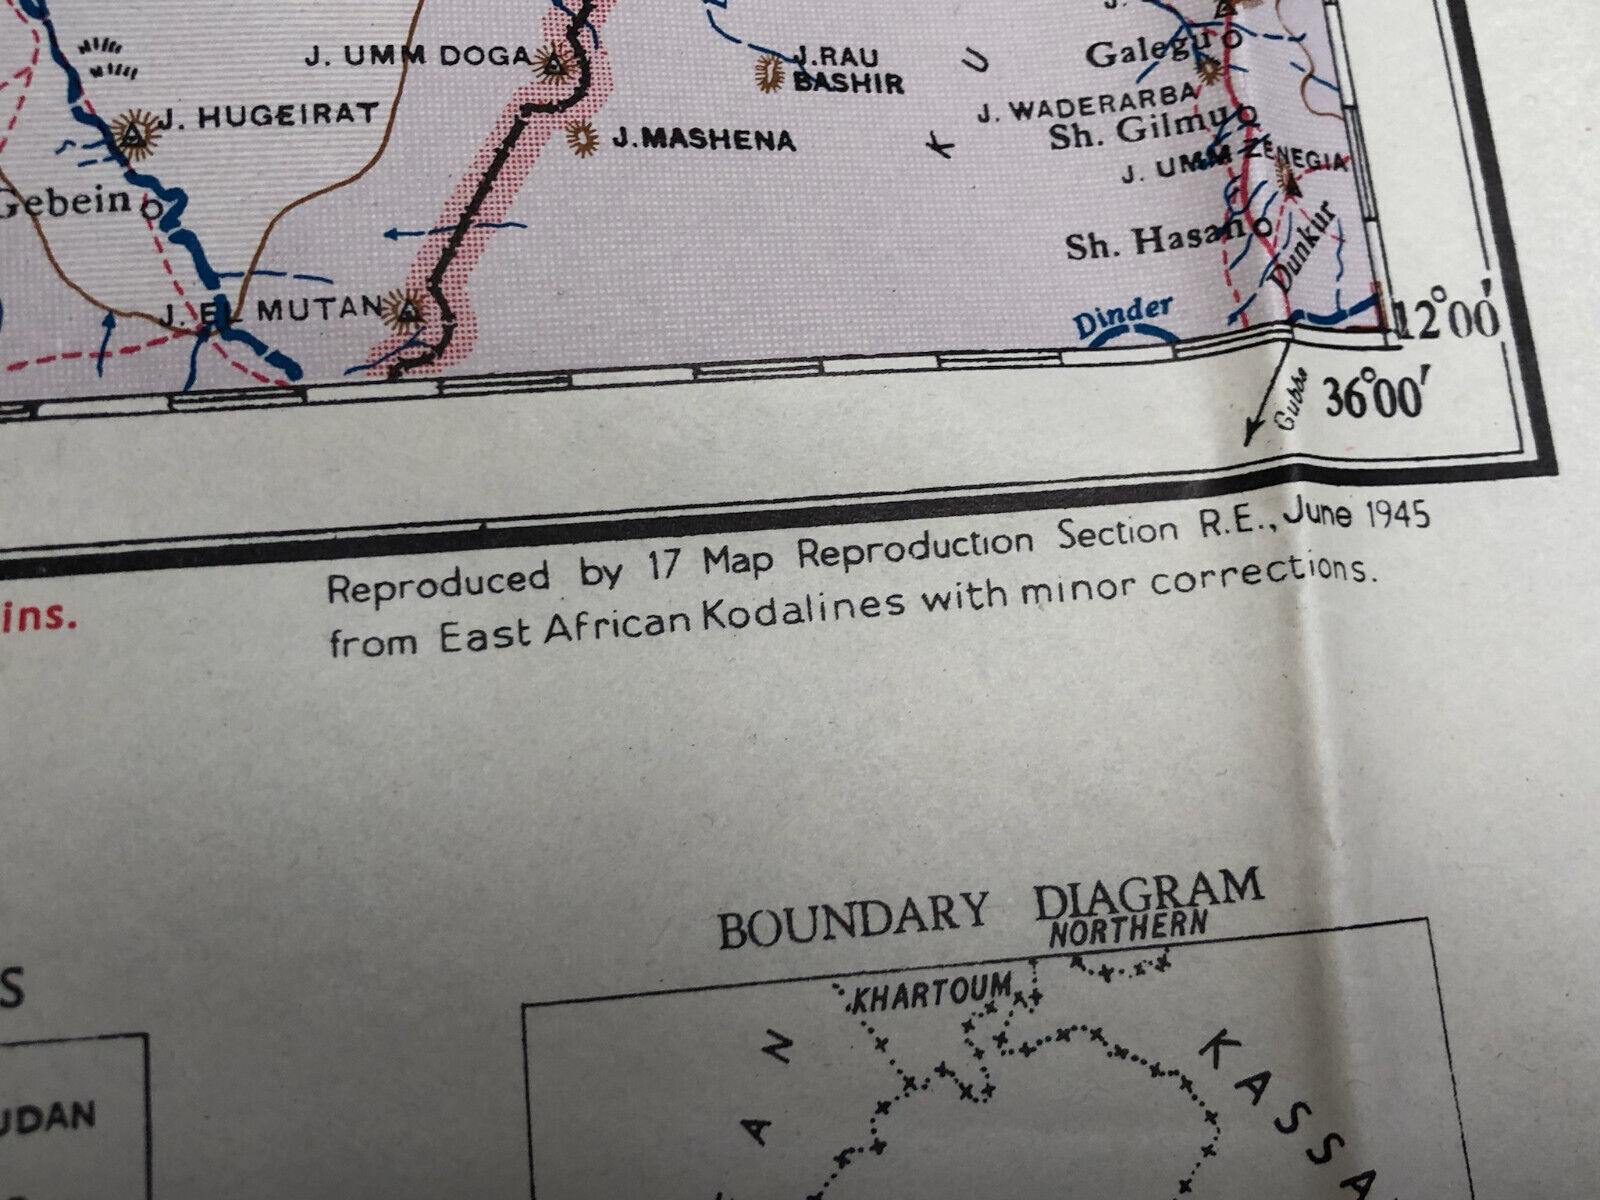 J.
J. UMM DOGA
J. RAU
BASHIR
U
Galegu
J. HUGEIRAT
J. MASHENA
K
J. WADERARBA
Sh. Gilmu
J. UMM ZENEGIA
Gebein
Sh. Hasan
Dunkur
J. EL MUTAN
Dinder
12°00'
Gubba
36°00'
Reproduced by 17 Map Reproduction Section R.E., June 1945
from East African Kodalines with minor corrections.
ins.
BOUNDARY DIAGRAM
NORTHERN
KHARTOUM
S
N
A
KASSA
UDAN